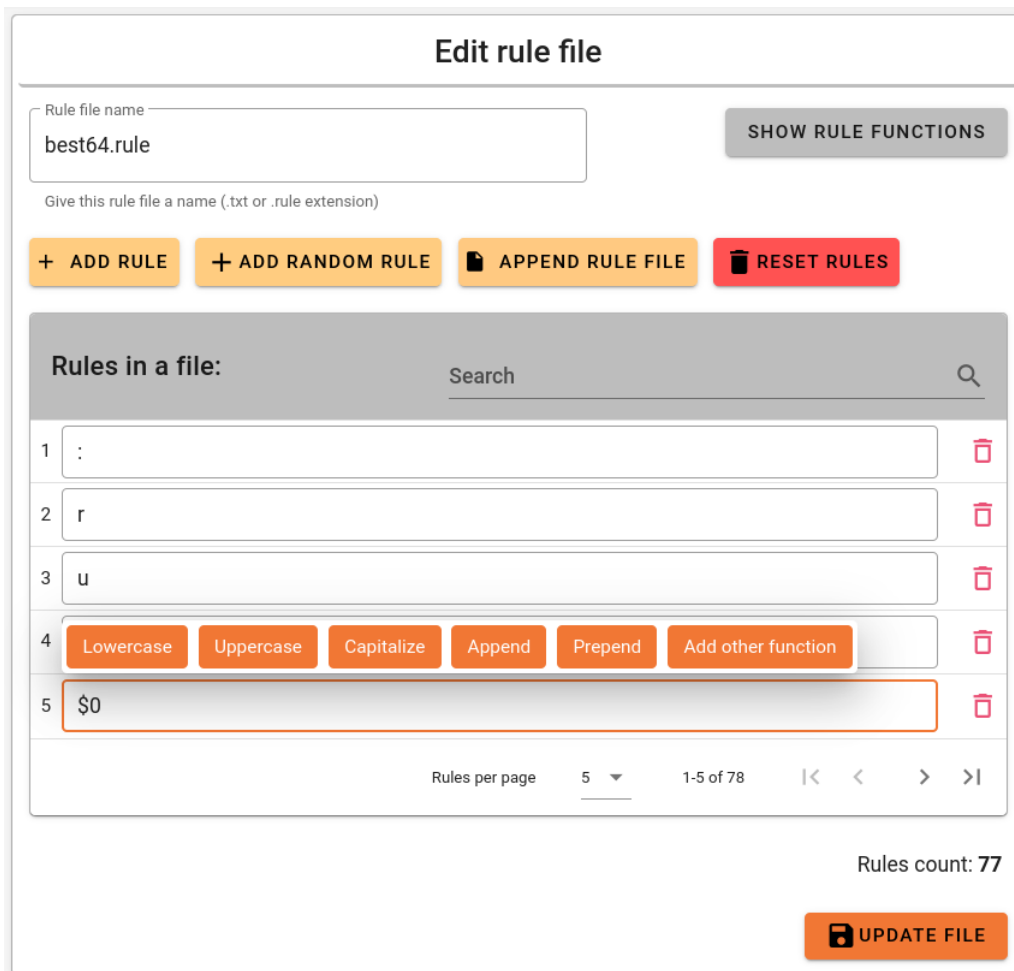 Edit rule file
Rule file name
best64.rule
SHOW RULE FUNCTIONS
Give this rule file a name (.txt or .rule extension)
+ ADD RULE
+ ADD RANDOM RULE
APPEND RULE FILE
RESET RULES
Rules in a file:
Search
1 :
2 r
3 u
4
Lowercase Uppercase Capitalize Append Prepend Add other function
5 $0
Rules per page 5 1-5 of 78
Rules count: 77
UPDATE FILE